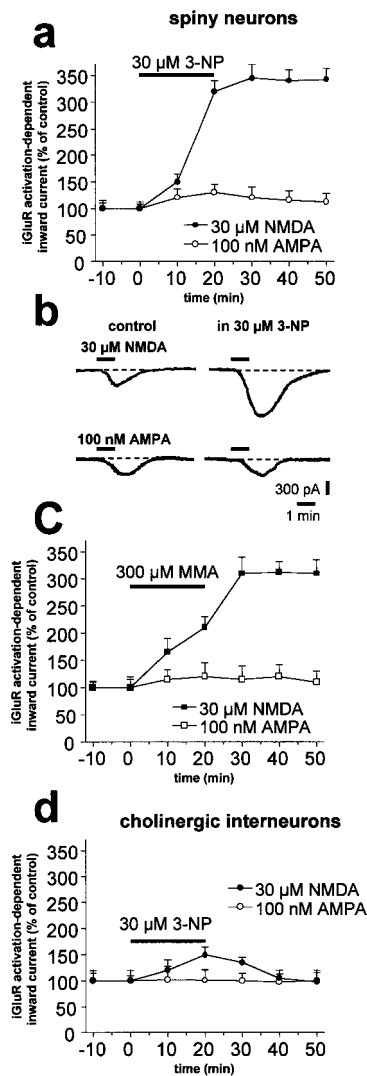 a
spiny neurons
30 µM 3-NP
iGluR activation-dependent
inward current (% of control)
350
300
250
200
150
100
50
0
30 µM NMDA
100 nM AMPA
-10 0 10 20 30 40 50
time (min)
b
control
in 30 µM 3-NP
30 µM NMDA
100 nM AMPA
300 pA
1 min
C
300 µM MMA
iGluR activation-dependent
inward current (% of control)
350
300
250
200
150
100
50
0
30 µM NMDA
100 nM AMPA
-10 0 10 20 30 40 50
time (min)
d
cholinergic interneurons
30 µM NMDA
100 nM AMPA
30 µM 3-NP
iGluR activation-dependent
inward current (% of control)
350
300
250
200
150
100
50
0
-10 0 10 20 30 40 50
time (min)